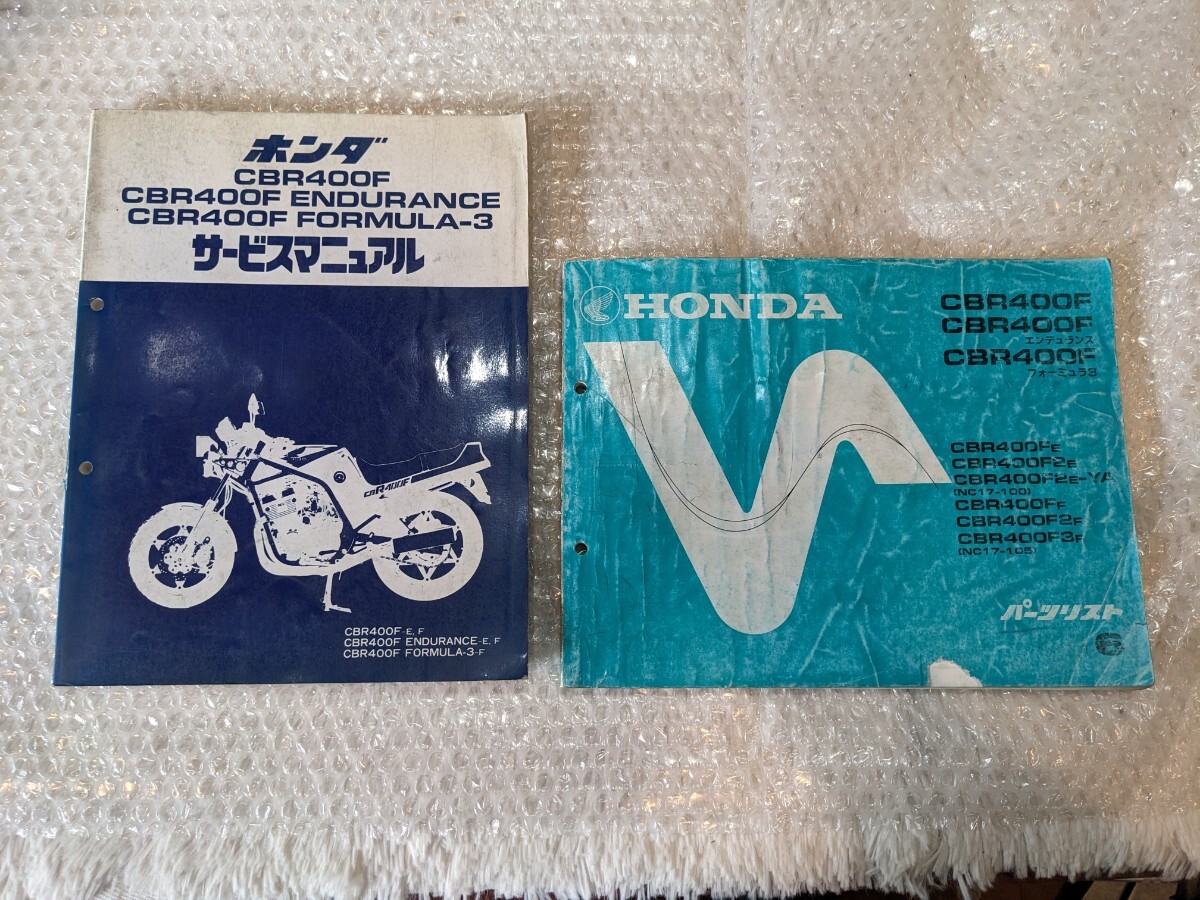 ホンダ
CBR400F
CBR400F ENDURANCE
CBR400F FORMULA-3
サービスマニュアル
CBR400F
CBR400F-E, F
CBR400F ENDURANCE-E, F
CBR400F FORMULA-3-F
HONDA
CBR400F
CBR400F
エンデュランス
CBR400F
フォーミュラ3
CBR400FE
CBR400F2E
CBR400F2E-YA
(NC17-100)
CBR400FF
CBR400F2F
CBR400F3F
(NC17-105)
パーツリスト
6